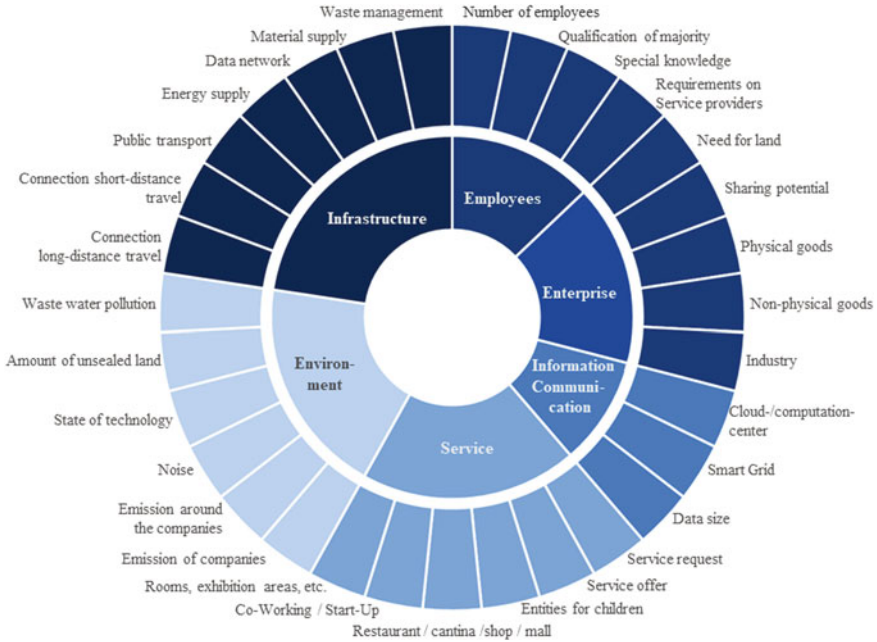 Waste management
Number of employees
Material supply
Qualification of majority
Data network
Special knowledge
Energy supply
Requirements on
Service providers
Public transport
Need for land
Connection short-distance
travel
Sharing potential
Employees
Infrastructure
Connection
long-distance travel
Physical goods
Enterprise
Waste water pollution
Non-physical goods
Amount of unsealed land
Industry
Environ-
ment
Information
Communi-
cation
State of technology
Cloud-/computation-
center
Service
Noise
Smart Grid
Emission around
the companies
Data size
Emission of companies
Service request
Rooms, exhibition areas, etc.
Service offer
Co-Working / Start-Up
Entities for children
Restaurant / cantina /shop / mall